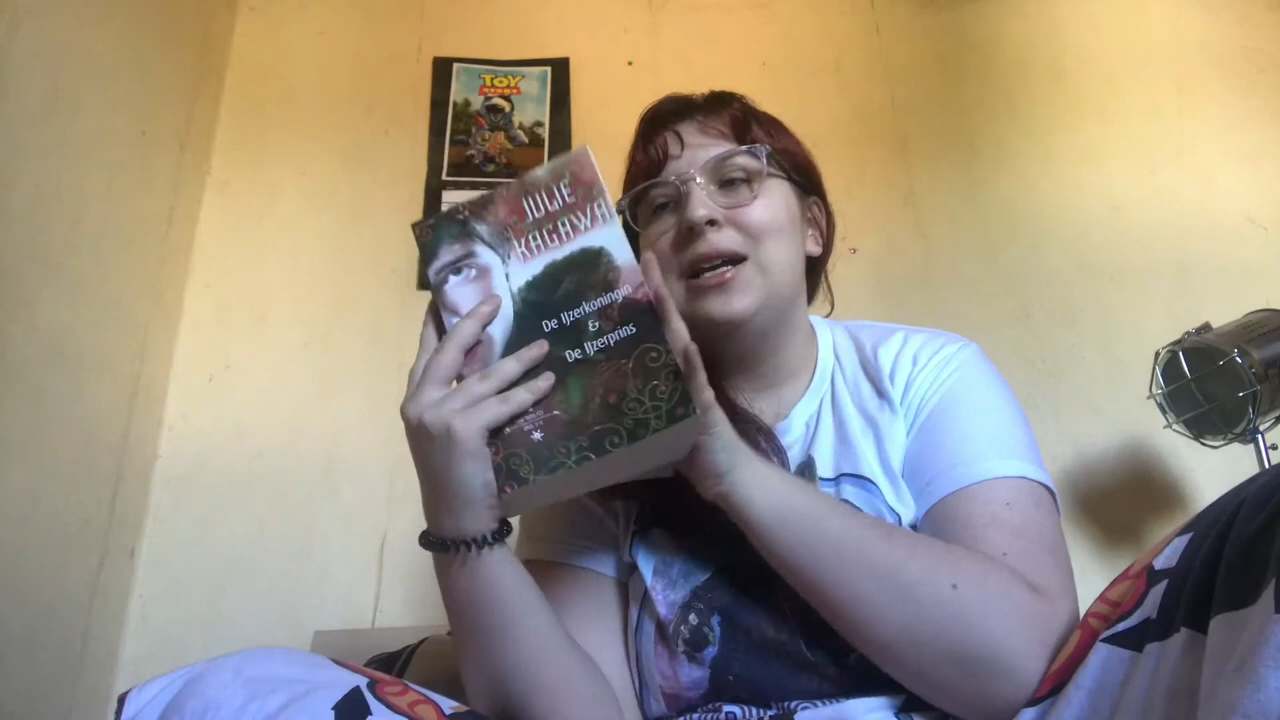 TOY
STORY
JULIE
KAGAWA
De IJzerkoningin
&
De IJzerprins